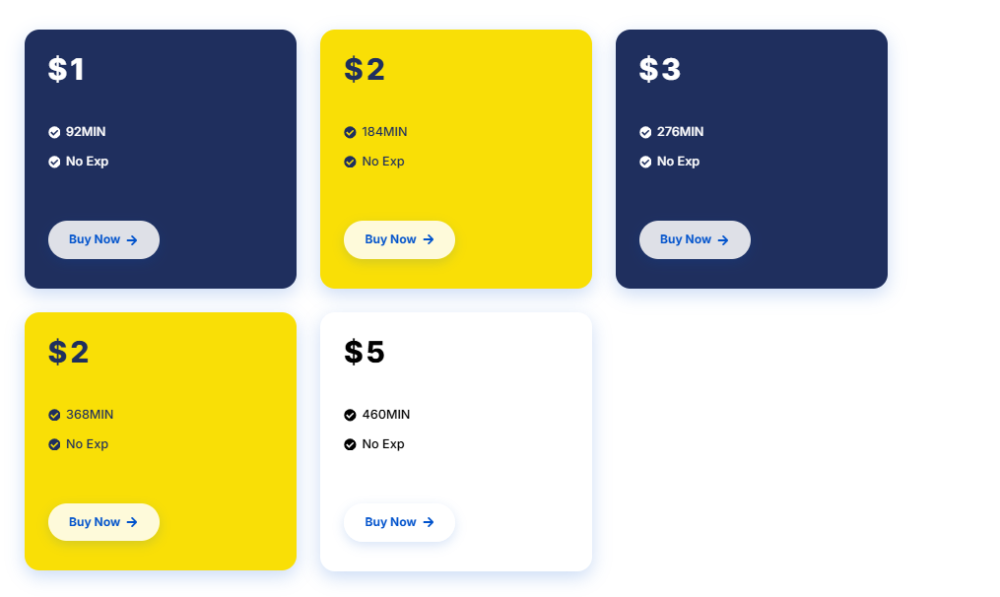 $1
92MIN
No Exp
Buy Now
$2
184MIN
No Exp
Buy Now
$3
276MIN
No Exp
Buy Now
$2
368MIN
No Exp
Buy Now
$5
460MIN
No Exp
Buy Now